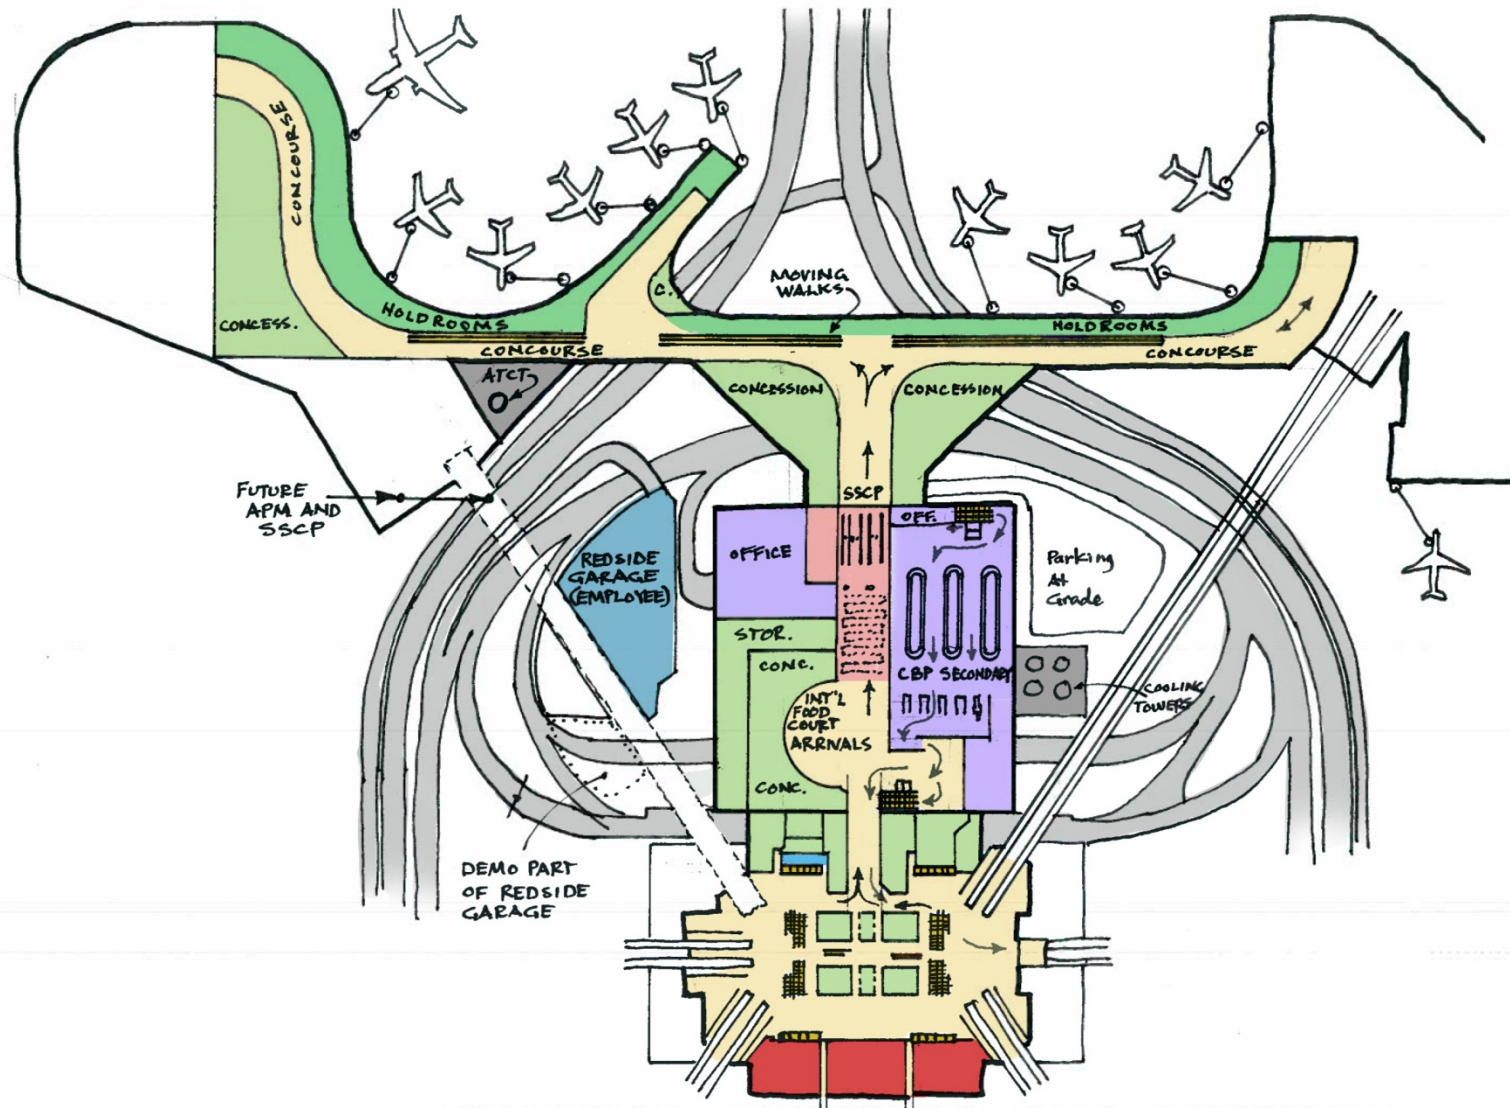 CONCOURSE
C.
MOVING
WALKS
HOLDROOMS
HOLDROOMS
CONCESS.
CONCOURSE
CONCOURSE
ATCT
CONCESSION
CONCESSION
FUTURE
APM AND
SSCP
SSCP
OFF.
OFFICE
REDSIDE
GARAGE
(EMPLOYEE)
Parking
At
Grade
STOR.
CONC.
CBP SECONDARY
INT'L
FOOD
COURT
ARRIVALS
COOLING
TOWERS
CONC.
DEMO PART
OF REDSIDE
GARAGE